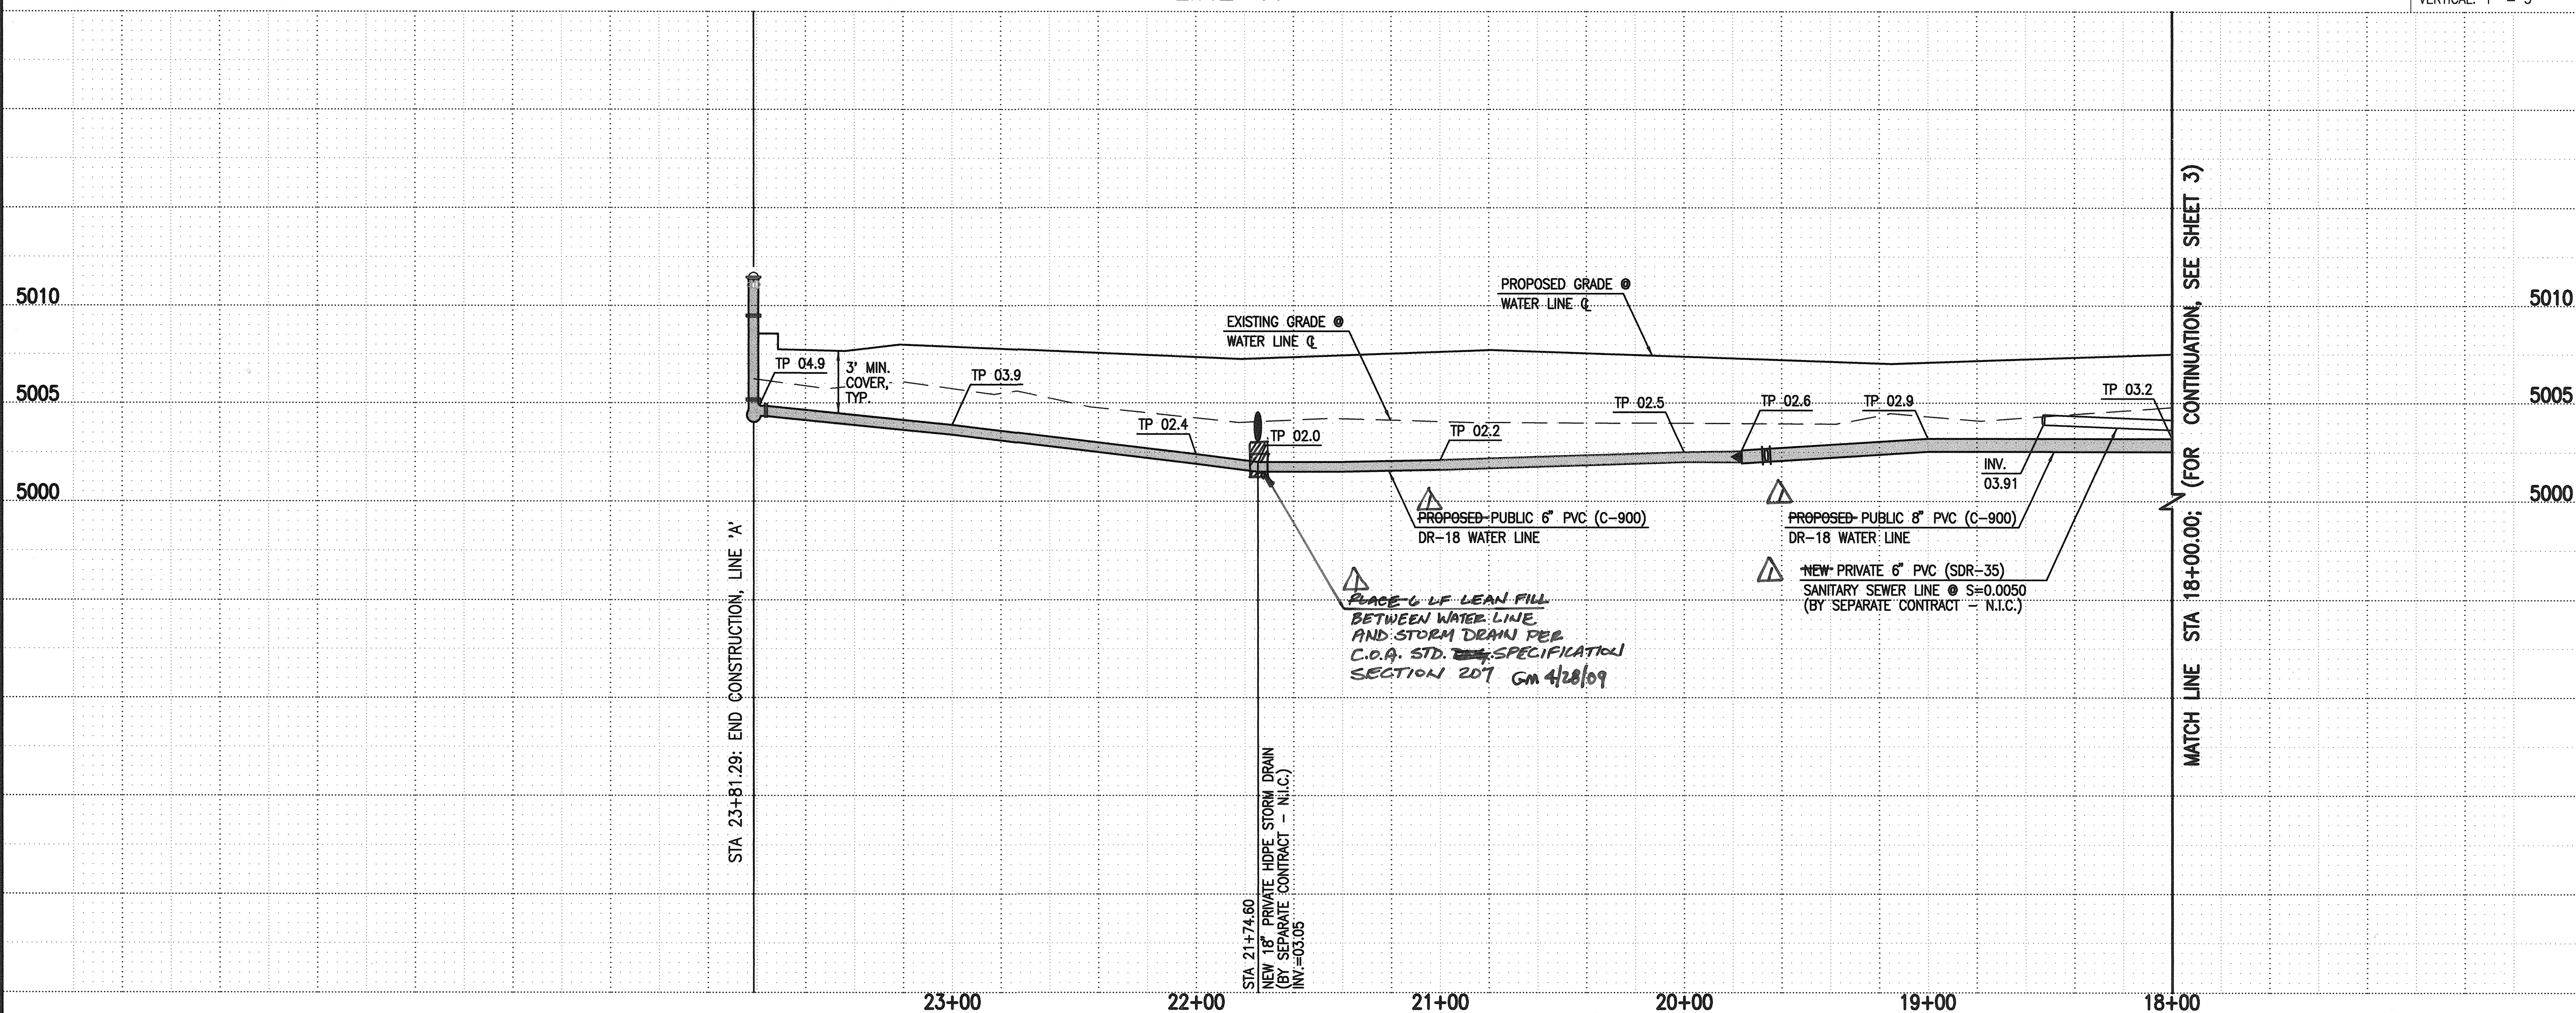 5010
5005
5000
5010
5005
5000
STA 23+81.29: END CONSTRUCTION, LINE 'A'
TP 04.9
3' MIN.
COVER,
TYP.
TP 03.9
TP 02.4
EXISTING GRADE @
WATER LINE ℄
TP 02.0
TP 02.2
PROPOSED GRADE @
WATER LINE ℄
TP 02.5
TP 02.6
TP 02.9
TP 03.2
INV.
03.91
1
PROPOSED PUBLIC 6" PVC (C-900)
DR-18 WATER LINE
1
PROPOSED PUBLIC 8" PVC (C-900)
DR-18 WATER LINE
1
NEW PRIVATE 6" PVC (SDR-35)
SANITARY SEWER LINE @ S=0.0050
(BY SEPARATE CONTRACT - N.I.C.)
1
PLACE 6 LF LEAN FILL
BETWEEN WATER LINE
AND STORM DRAIN PER
C.O.A. STD. SPECIFICATION
SECTION 207 GM 4/28/09
STA 21+74.60
NEW 18" PRIVATE HDPE STORM DRAIN
(BY SEPARATE CONTRACT - N.I.C.)
INV.=03.05
MATCH LINE STA 18+00.00; (FOR CONTINUATION, SEE SHEET 3)
23+00
22+00
21+00
20+00
19+00
18+00